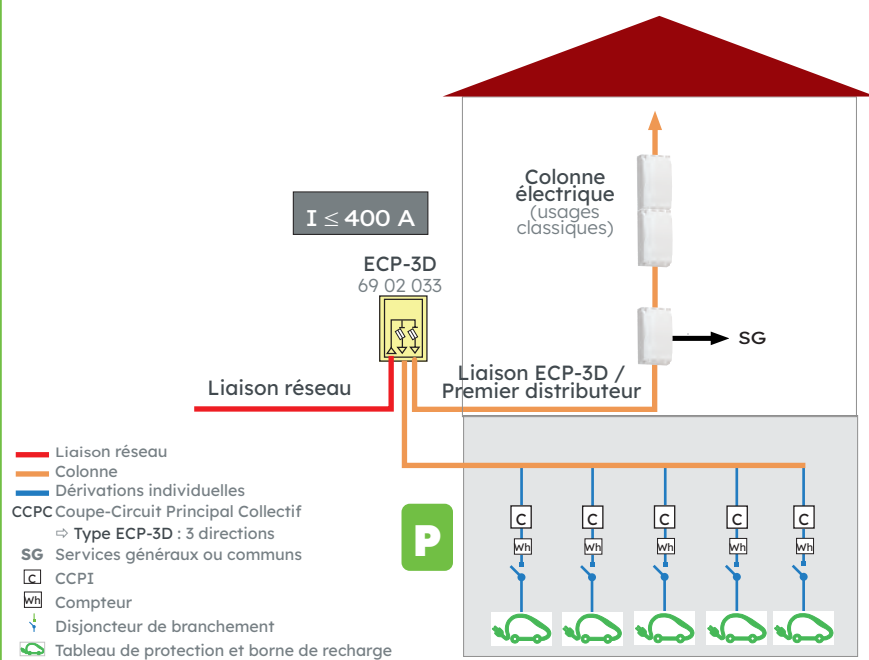 Colonne
électrique
(usages
classiques)
I ≤ 400 A
ECP-3D
69 02 033
SG
Liaison réseau
Liaison ECP-3D /
Premier distributeur
Liaison réseau
Colonne
Dérivations individuelles
CCPC Coupe-Circuit Principal Collectif
⇨ Type ECP-3D : 3 directions
SG Services généraux ou communs
C CCPI
Wh Compteur
Disjoncteur de branchement
Tableau de protection et borne de recharge
P
C C C C C
Wh Wh Wh Wh Wh